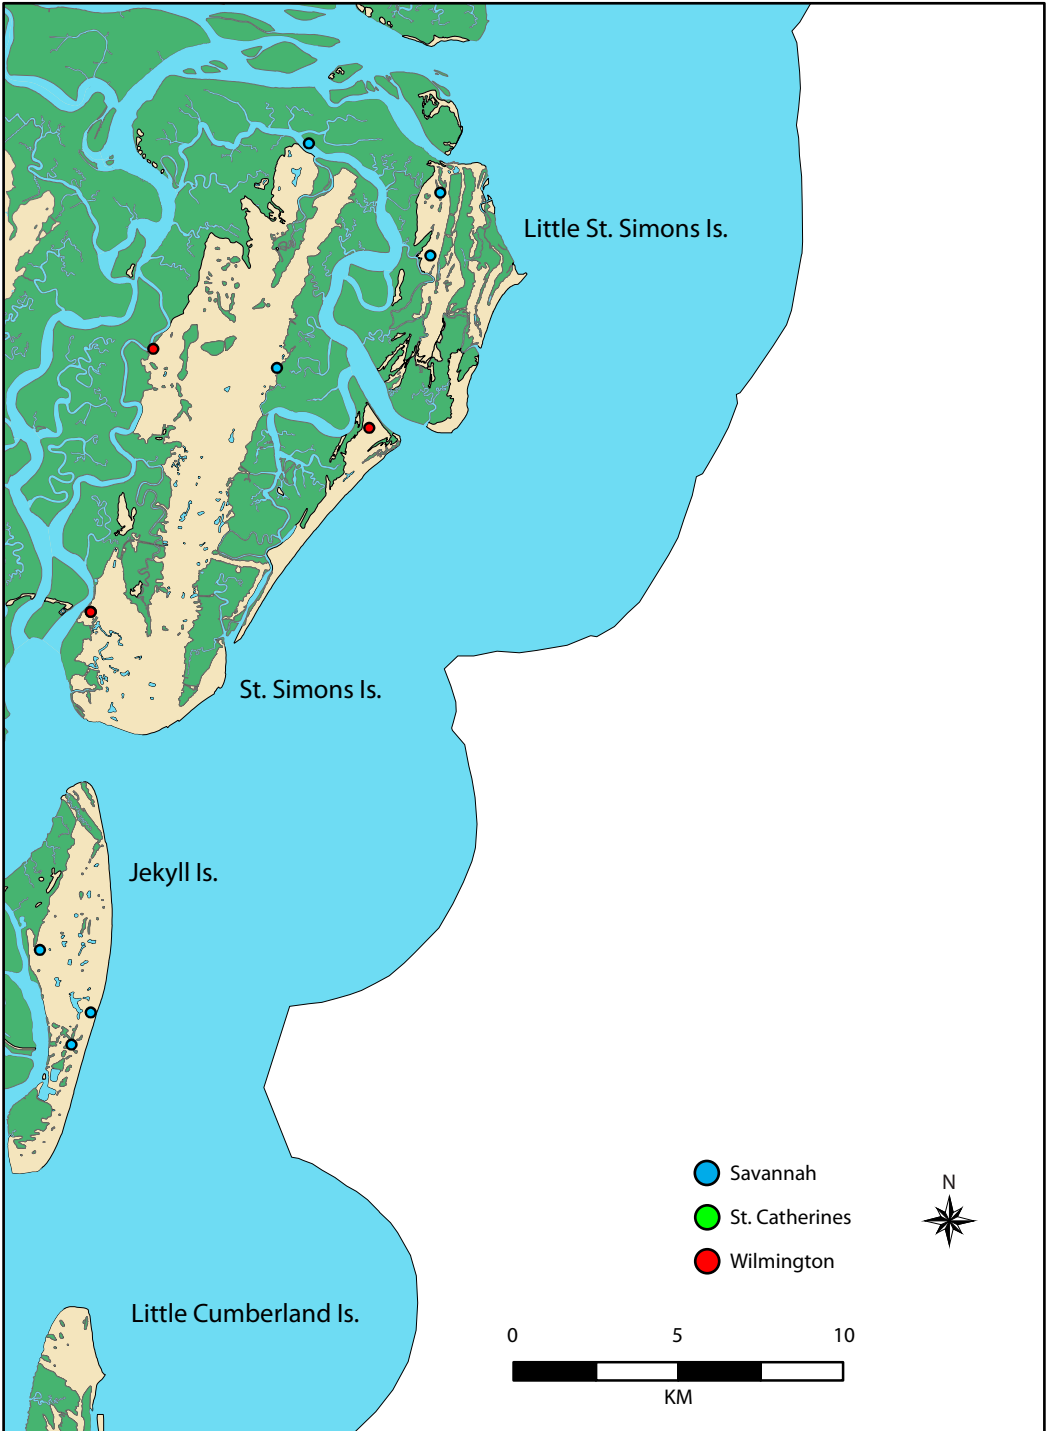 Little St. Simons Is.
St. Simons Is.
Jekyll Is.
Savannah
N
St. Catherines
Wilmington
Little Cumberland Is.
0 5 10
KM